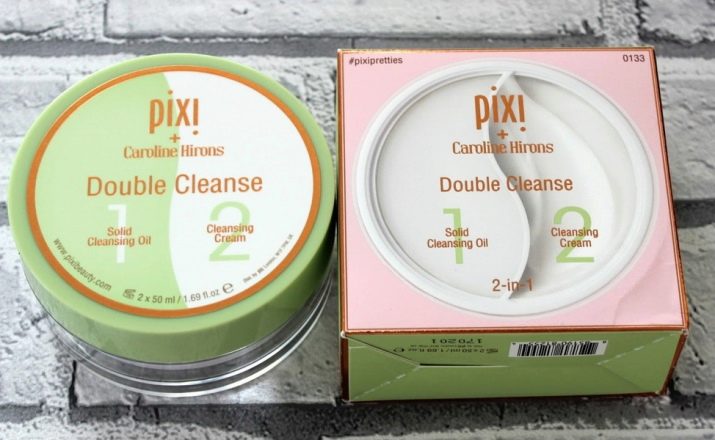 pixi
+
Caroline Hirons
Double Cleanse
1
Solid
Cleansing Oil
2
Cleansing
Cream
www.pixibeauty.com
2 x 50 ml / 1.69 fl.oz ℮
#pixipretties
0133
pixi
+
Caroline Hirons
Double Cleanse
1
Solid
Cleansing Oil
2
Cleansing
Cream
2-in-1
170201